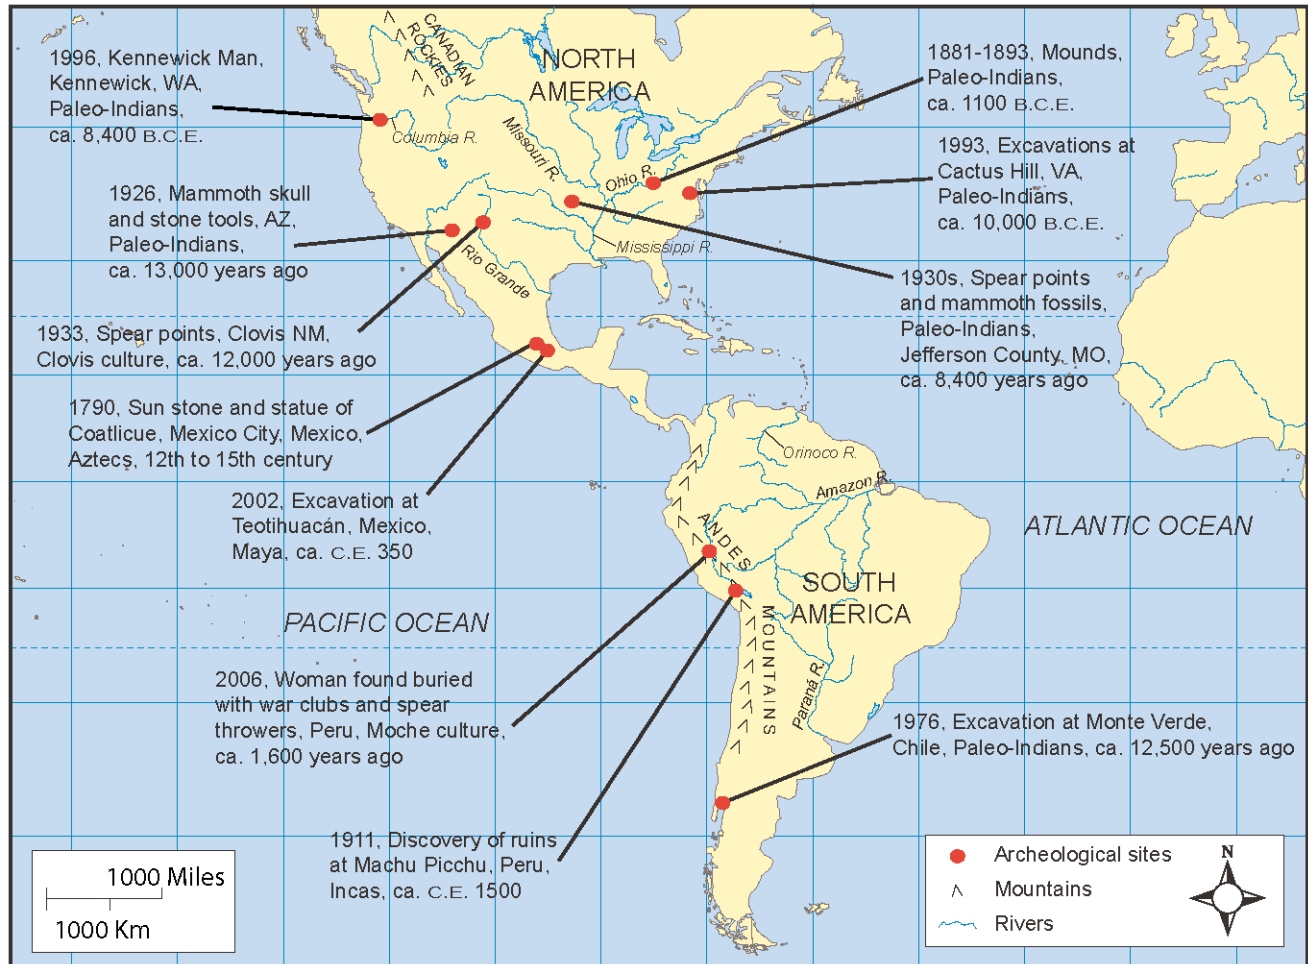 1996, Kennewick Man,
Kennewick, WA,
Paleo-Indians,
ca. 8,400 B.C.E.
CANADIAN
ROCKIES
NORTH
AMERICA
1881-1893, Mounds,
Paleo-Indians,
ca. 1100 B.C.E.
Columbia R.
Missouri R.
Ohio R.
1993, Excavations at
Cactus Hill, VA,
Paleo-Indians,
ca. 10,000 B.C.E.
1926, Mammoth skull
and stone tools, AZ,
Paleo-Indians,
ca. 13,000 years ago
Rio Grande
Mississippi R.
1930s, Spear points
and mammoth fossils,
Paleo-Indians,
Jefferson County, MO,
ca. 8,400 years ago
1933, Spear points, Clovis NM,
Clovis culture, ca. 12,000 years ago
1790, Sun stone and statue of
Coatlicue, Mexico City, Mexico,
Aztecs, 12th to 15th century
2002, Excavation at
Teotihuacán, Mexico,
Maya, ca. C.E. 350
Orinoco R.
Amazon R.
ANDES
MOUNTAINS
ATLANTIC OCEAN
SOUTH
AMERICA
PACIFIC OCEAN
Paraná R.
2006, Woman found buried
with war clubs and spear
throwers, Peru, Moche culture,
ca. 1,600 years ago
1976, Excavation at Monte Verde,
Chile, Paleo-Indians, ca. 12,500 years ago
1911, Discovery of ruins
at Machu Picchu, Peru,
Incas, ca. C.E. 1500
1000 Miles
1000 Km
Archeological sites
Mountains
Rivers
N